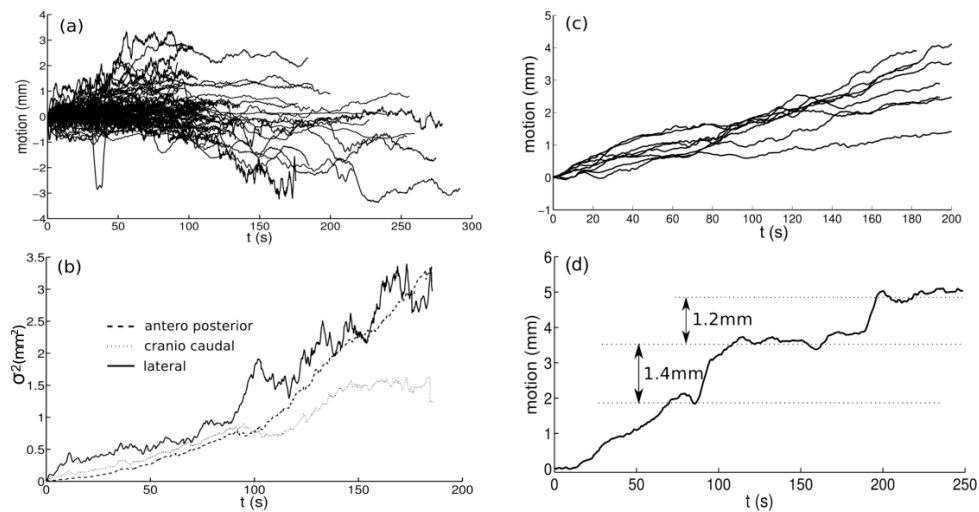 (a)
motion (mm)
4
3
2
1
0
−1
−2
−3
−4
0 50 100 150 200 250 300
t (s)
(c)
motion (mm)
5
4
3
2
1
0
−1
0 20 40 60 80 100 120 140 160 180 200
t (s)
(b)
σ²(mm²)
3.5
3
2.5
2
1.5
1
0.5
0
antero posterior
cranio caudal
lateral
0 50 100 150 200
t (s)
(d)
motion (mm)
6
5
4
3
2
1
0
1.2mm
1.4mm
0 50 100 150 200 250
t (s)